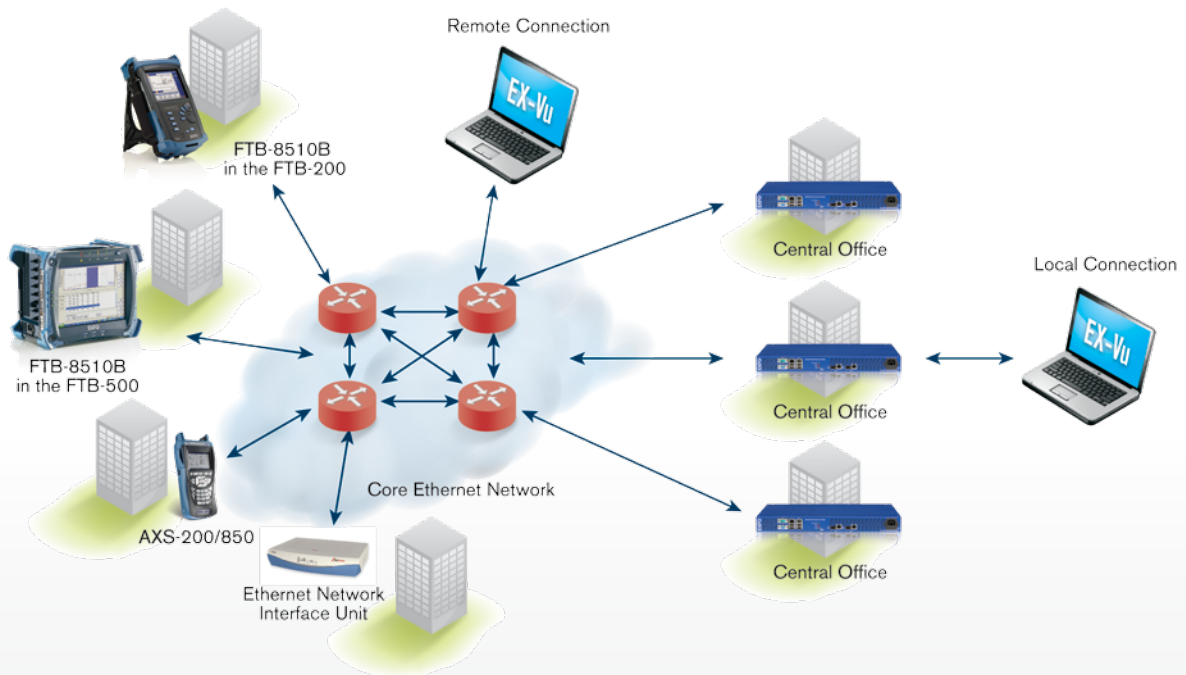 Remote Connection
EX-Vu
FTB-8510B
in the FTB-200
Central Office
Local Connection
EX-Vu
FTB-8510B
in the FTB-500
Central Office
Core Ethernet Network
AXS-200/850
Ethernet Network
Interface Unit
Central Office